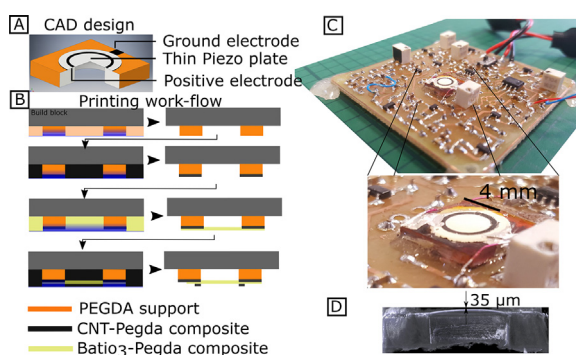 A
CAD design
Ground electrode
Thin Piezo plate
Positive electrode
B
Printing work-flow
Build block
PEGDA support
CNT-Pegda composite
Batio3-Pegda composite
C
4 mm
D
35 µm